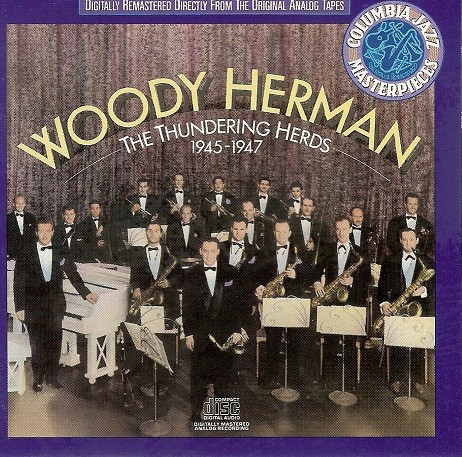 DIGITALLY REMASTERED DIRECTLY FROM THE ORIGINAL ANALOG TAPES
COLUMBIA JAZZ
MASTERPIECES
WOODY HERMAN
THE THUNDERING HERDS
1945-1947
COMPACT
disc
DIGITAL AUDIO
DIGITALLY MASTERED
ANALOG RECORDING